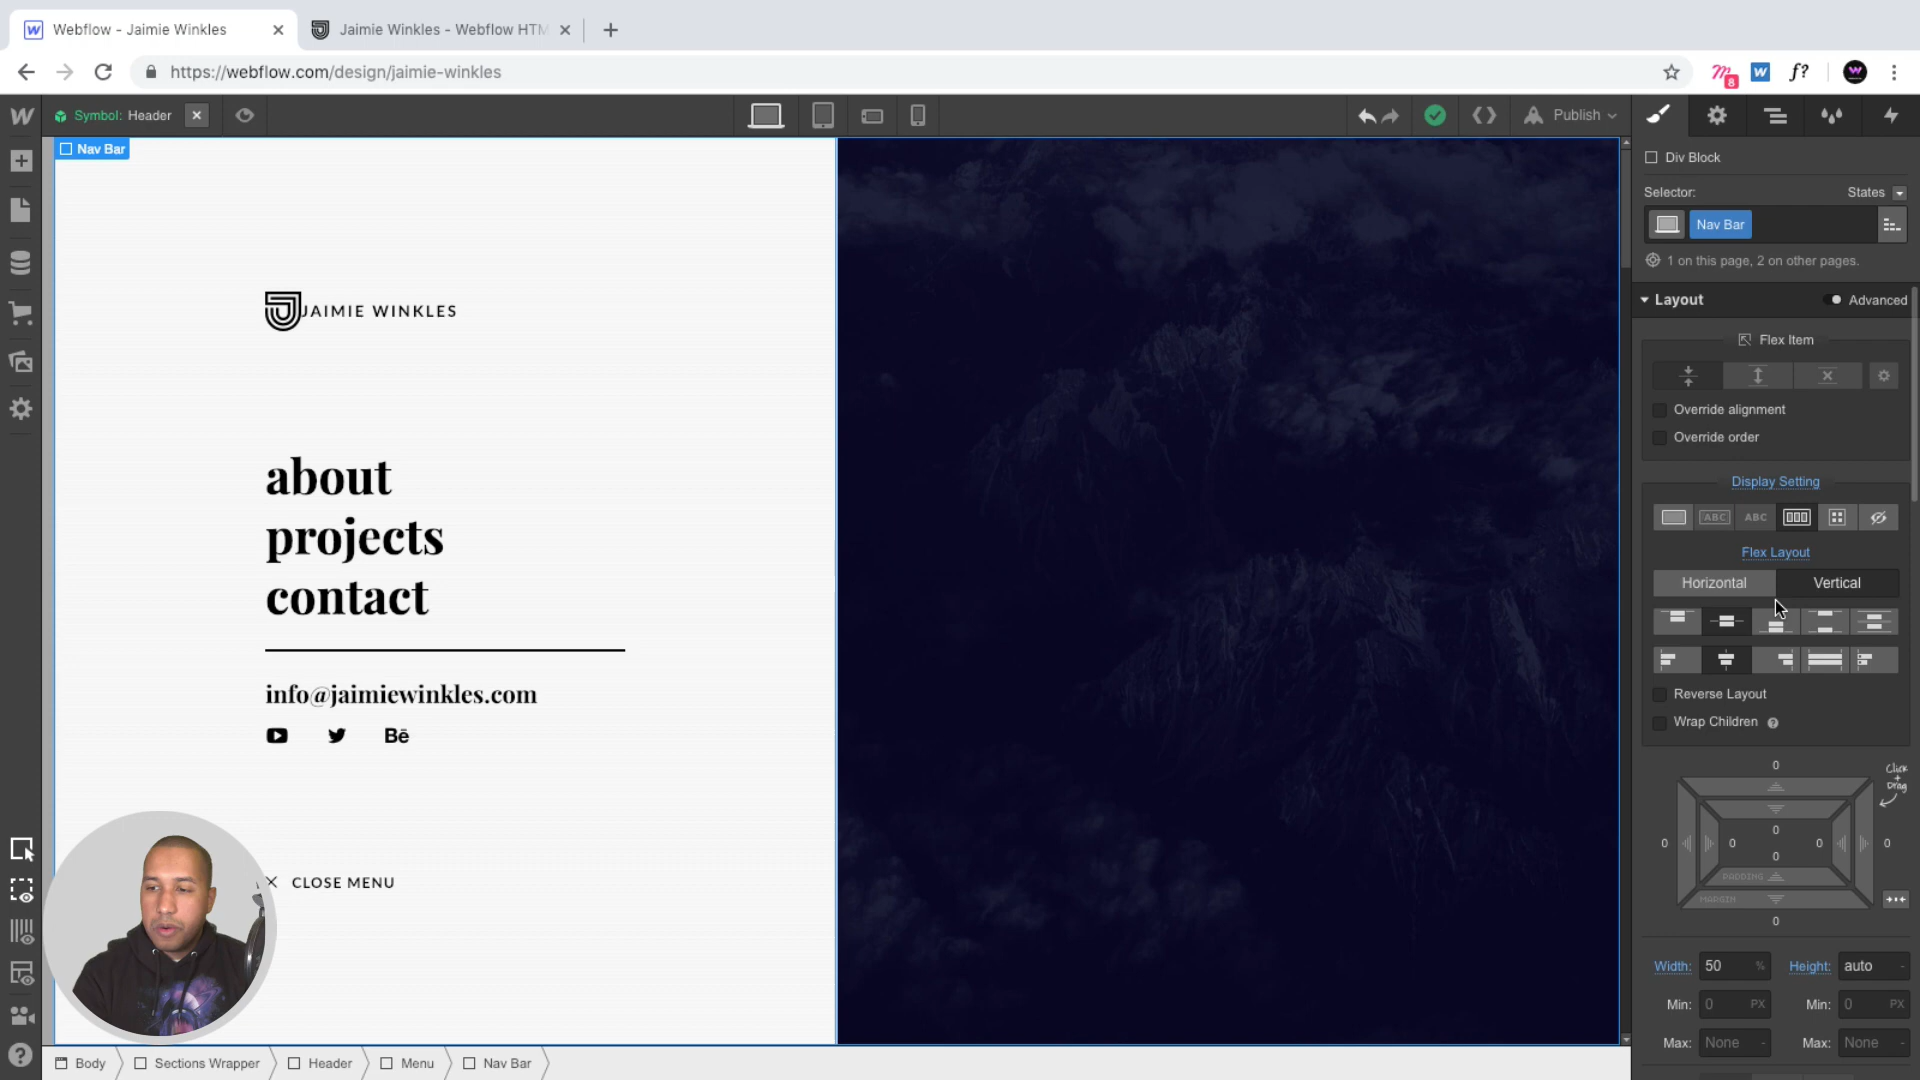 Webflow - Jaimie Winkles
Jaimie Winkles - Webflow HTM
https://webflow.com/design/jaimie-winkles
8
f?
Symbol: Header
Publish
Nav Bar
Div Block
Selector:
States
Nav Bar
1 on this page, 2 on other pages.
Layout
Advanced
Flex Item
Override alignment
Override order
Display Setting
ABC
ABC
Flex Layout
Horizontal
Vertical
Reverse Layout
Wrap Children
JAIMIE WINKLES
about
projects
contact
info@jaimiewinkles.com
Bē
CLOSE MENU
0
Click
+
Drag
0
0
0
0
0
0
PADDING
MARGIN
0
Width: 50 %
Height: auto -
Min: 0 PX
Min: 0 PX
Max: None -
Max: None -
Body
Sections Wrapper
Header
Menu
Nav Bar